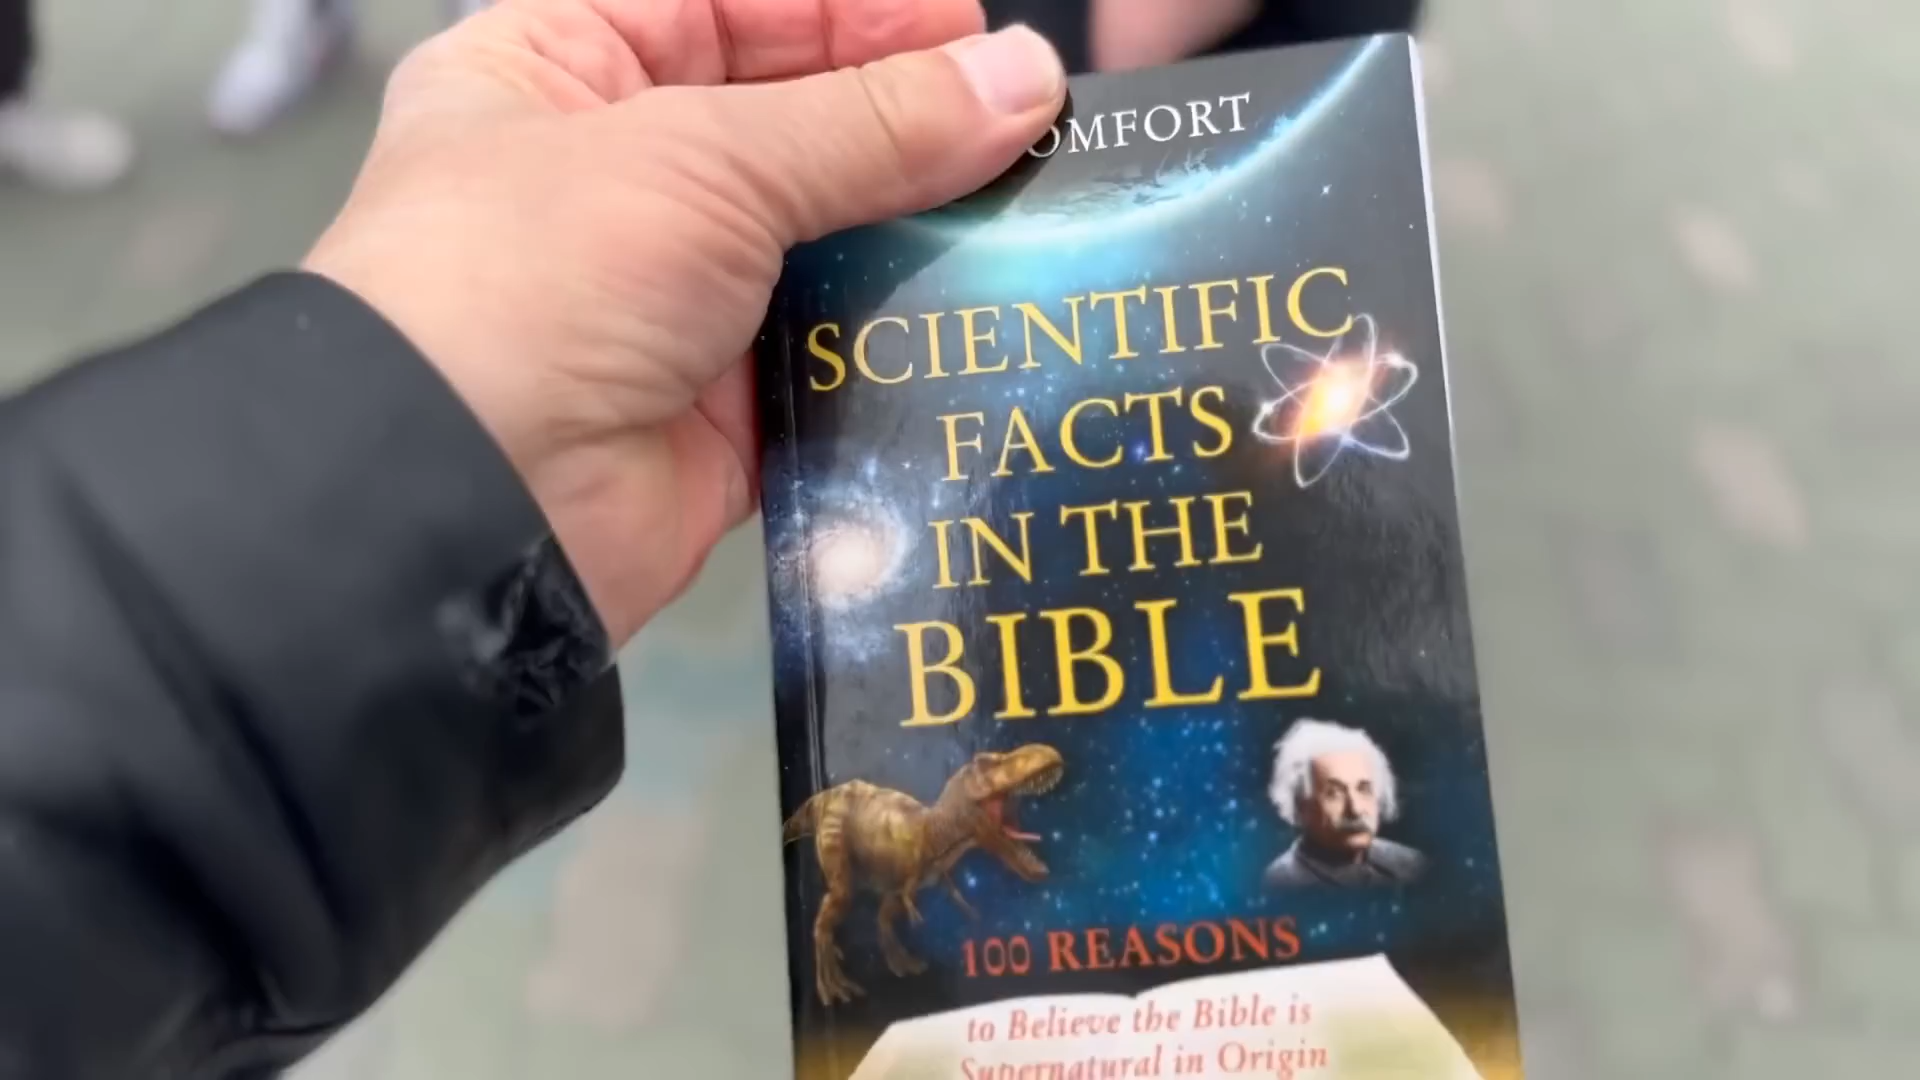 OMFORT
SCIENTIFIC
FACTS
IN THE
BIBLE
100 REASONS
to Believe the Bible is
Supernatural in Origin